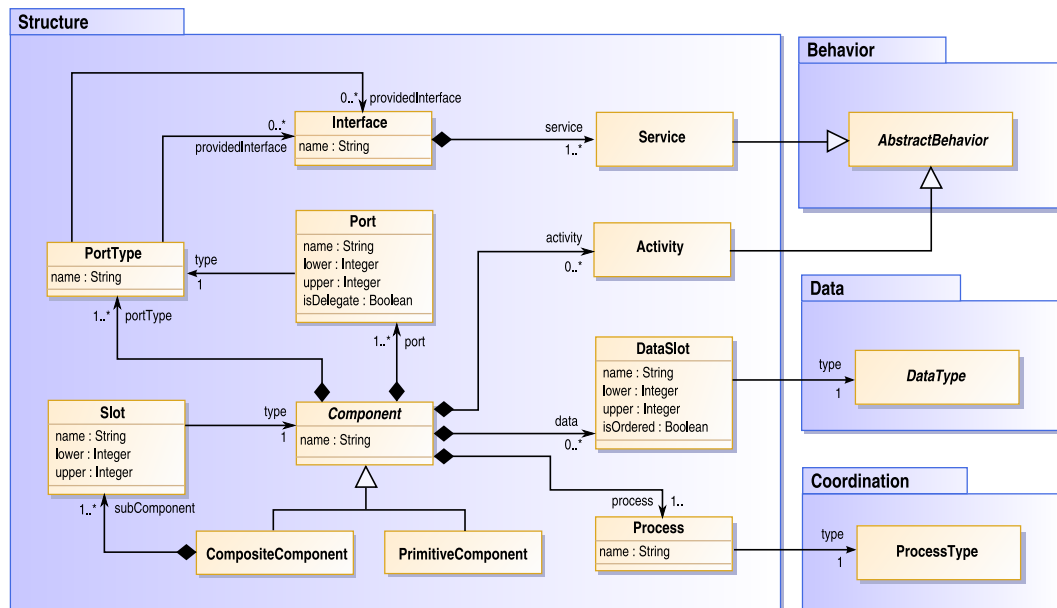 Structure
Behavior
0..* providedInterface
Interface
name : String
0..*
providedInterface
service
1..*
Service
AbstractBehavior
Port
name : String
lower : Integer
upper : Integer
isDelegate : Boolean
PortType
name : String
type
1
activity
0..*
Activity
Data
1..* portType
1..* port
DataSlot
name : String
lower : Integer
upper : Integer
isOrdered : Boolean
type
1
DataType
Slot
name : String
lower : Integer
upper : Integer
type
1
Component
name : String
data
0..*
Coordination
1..* subComponent
process 1..
CompositeComponent
PrimitiveComponent
Process
name : String
type
1
ProcessType